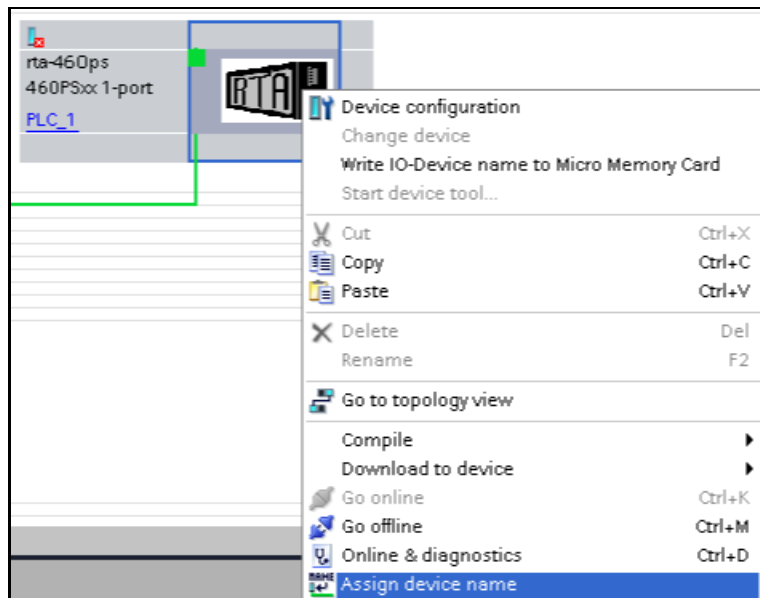 rta-460ps
460PSxx 1-port
PLC_1
RTA
Device configuration
Change device
Write IO-Device name to Micro Memory Card
Start device tool...
Cut Ctrl+X
Copy Ctrl+C
Paste Ctrl+V
Delete Del
Rename F2
Go to topology view
Compile
Download to device
Go online Ctrl+K
Go offline Ctrl+M
Online & diagnostics Ctrl+D
NAME
Assign device name